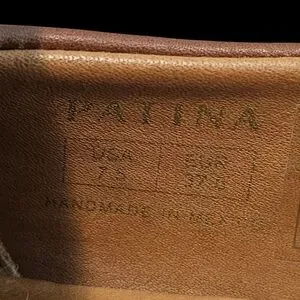 PATINA
USA EUR
7.5 37.5
HANDMADE IN MEXICO